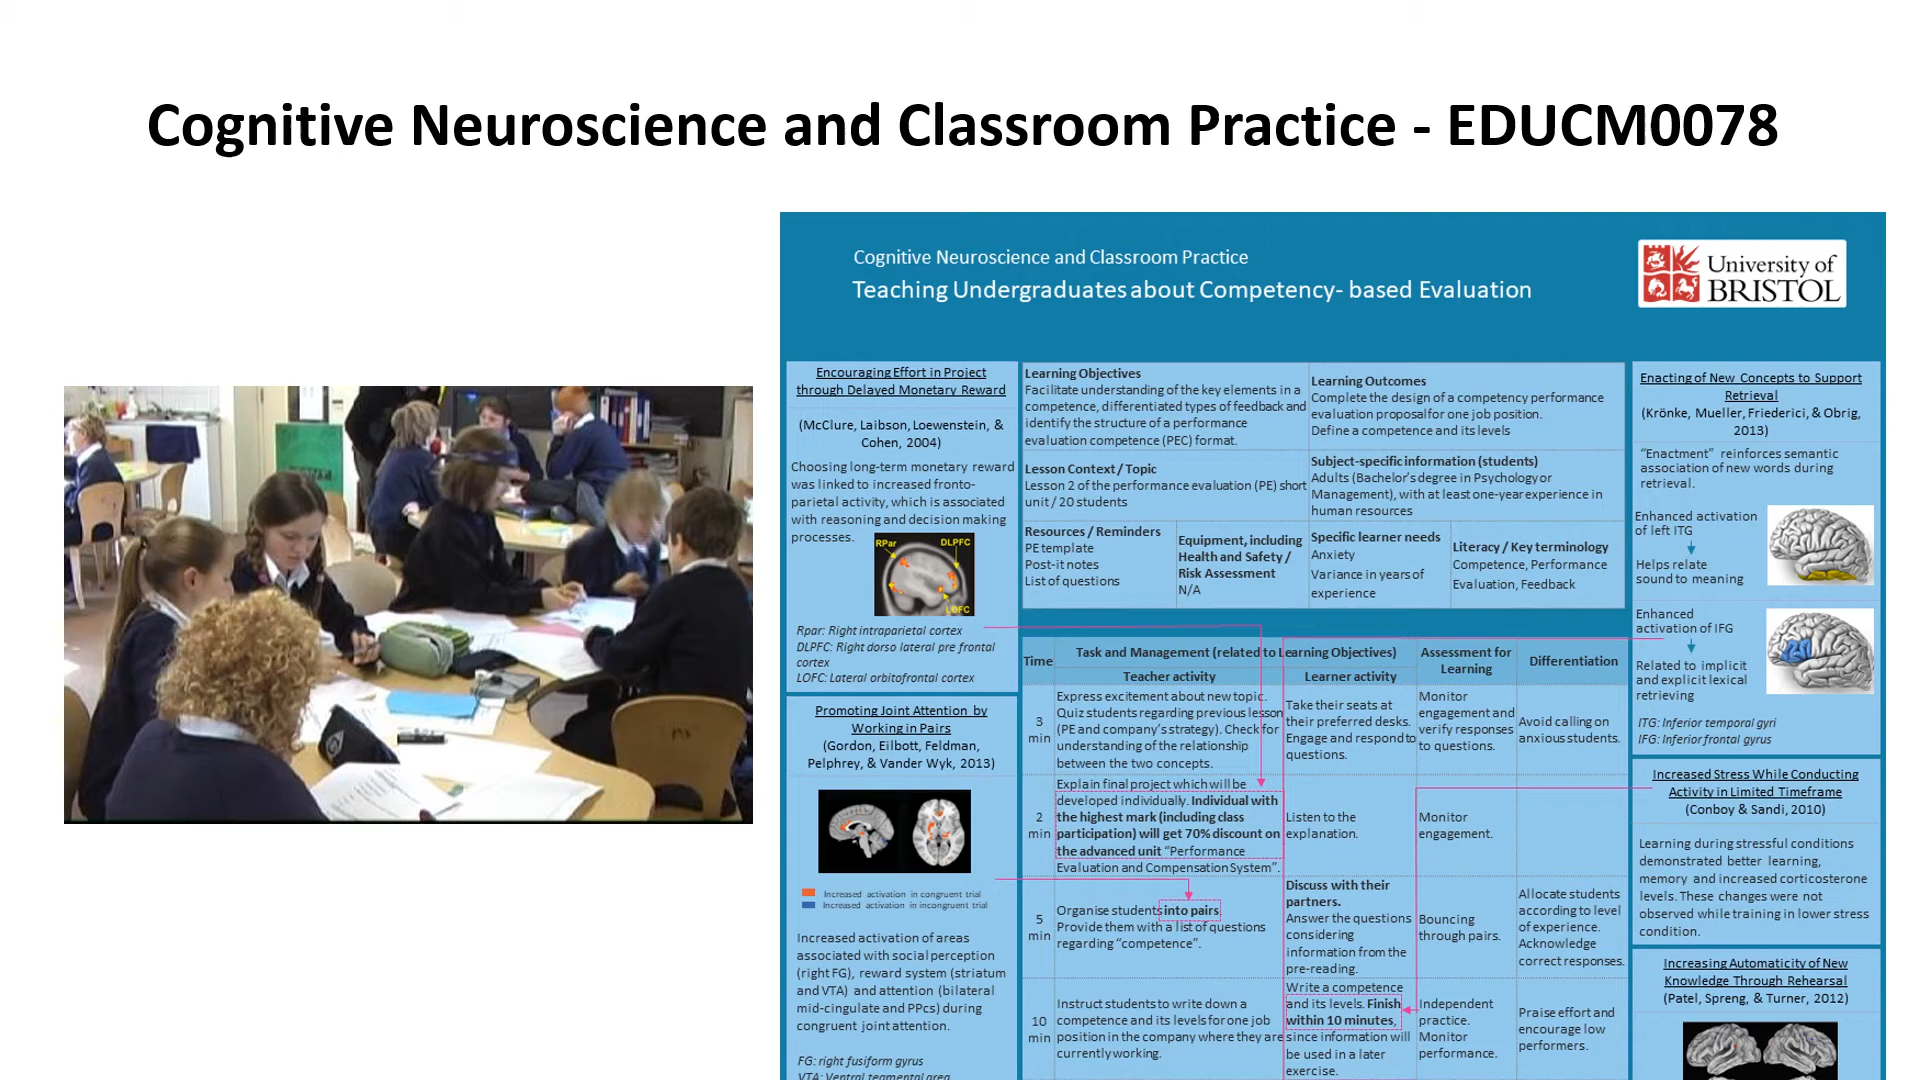 Cognitive Neuroscience and Classroom Practice - EDUCM0078
Cognitive Neuroscience and Classroom Practice
Teaching Undergraduates about Competency- based Evaluation
University of
BRISTOL
Encouraging Effort in Project
through Delayed Monetary Reward
(McClure, Laibson, Loewenstein, &
Cohen, 2004)
Choosing long-term monetary reward
was linked to increased fronto-
parietal activity, which is associated
with reasoning and decision making
processes.
RPar
DLPFC
LOFC
Rpar: Right intraparietal cortex
DLPFC: Right dorso lateral pre frontal
cortex
LOFC: Lateral orbitofrontal cortex
Promoting Joint Attention by
Working in Pairs
(Gordon, Eilbott, Feldman,
Pelphrey, & Vander Wyk, 2013)
Increased activation in congruent trial
Increased activation in incongruent trial
Increased activation of areas
associated with social perception
(right FG), reward system (striatum
and VTA) and attention (bilateral
mid-cingulate and PPcs) during
congruent joint attention.
FG: right fusiform gyrus
VTA: Ventral tegmental area
Learning Objectives
Facilitate understanding of the key elements in a
competence, differentiated types of feedback and
identify the structure of a performance
evaluation competence (PEC) format.
Learning Outcomes
Complete the design of a competency performance
evaluation proposal for one job position.
Define a competence and its levels
Lesson Context / Topic
Lesson 2 of the performance evaluation (PE) short
unit / 20 students
Subject-specific information (students)
Adults (Bachelor's degree in Psychology or
Management), with at least one-year experience in
human resources
Resources / Reminders
PE template
Post-it notes
List of questions
Equipment, including
Health and Safety /
Risk Assessment
N/A
Specific learner needs
Anxiety
Variance in years of
experience
Literacy / Key terminology
Competence, Performance
Evaluation, Feedback
Time
Task and Management (related to Learning Objectives)
Assessment for
Learning
Differentiation
Teacher activity
Learner activity
3
min
Express excitement about new topic.
Quiz students regarding previous lesson
(PE and company's strategy). Check for
understanding of the relationship
between the two concepts.
Take their seats at
their preferred desks.
Engage and respond to
questions.
Monitor
engagement and
verify responses
to questions.
Avoid calling on
anxious students.
2
min
Explain final project which will be
developed individually. Individual with
the highest mark (including class
participation) will get 70% discount on
the advanced unit "Performance
Evaluation and Compensation System".
Listen to the
explanation.
Monitor
engagement.
5
min
Organise students into pairs
Provide them with a list of questions
regarding "competence".
Discuss with their
partners.
Answer the questions
considering
information from the
pre-reading.
Bouncing
through pairs.
Allocate students
according to level
of experience.
Acknowledge
correct responses.
10
min
Instruct students to write down a
competence and its levels for one job
position in the company where they are
currently working.
Write a competence
and its levels. Finish
within 10 minutes,
since information will
be used in a later
exercise.
Independent
practice.
Monitor
performance.
Praise effort and
encourage low
performers.
Enacting of New Concepts to Support
Retrieval
(Krönke, Mueller, Friederici, & Obrig,
2013)
"Enactment" reinforces semantic
association of new words during
retrieval.
Enhanced activation
of left ITG
Helps relate
sound to meaning
Enhanced
activation of IFG
Related to implicit
and explicit lexical
retrieving
ITG: Inferior temporal gyri
IFG: Inferior frontal gyrus
Increased Stress While Conducting
Activity in Limited Timeframe
(Conboy & Sandi, 2010)
Learning during stressful conditions
demonstrated better learning,
memory and increased corticosterone
levels. These changes were not
observed while training in lower stress
condition.
Increasing Automaticity of New
Knowledge Through Rehearsal
(Patel, Spreng, & Turner, 2012)